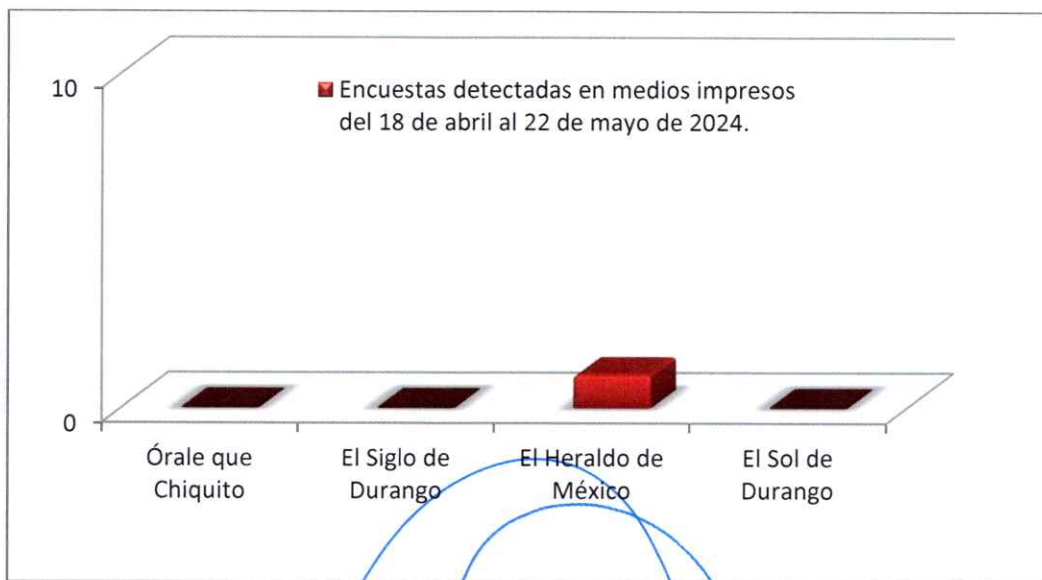 10
Encuestas detectadas en medios impresos
del 18 de abril al 22 de mayo de 2024.
0
Órale que
Chiquito
El Siglo de
Durango
El Heraldo de
México
El Sol de
Durango